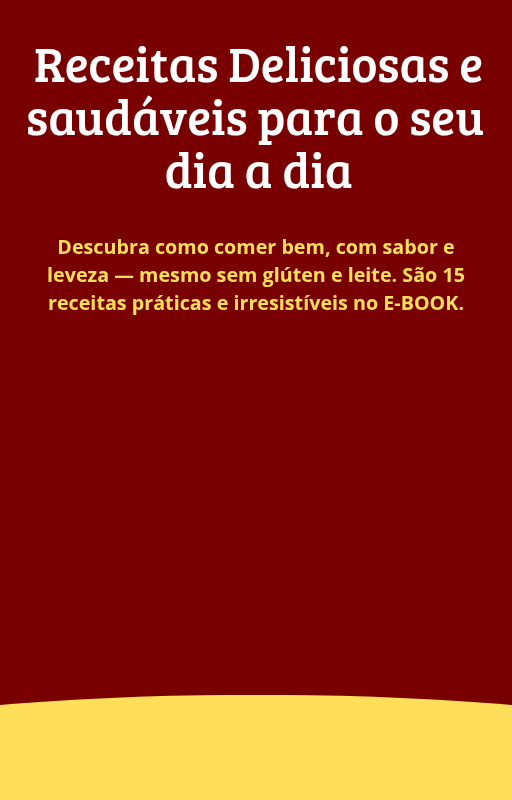 Receitas Deliciosas e
saudáveis para o seu
dia a dia
Descubra como comer bem, com sabor e
leveza — mesmo sem glúten e leite. São 15
receitas práticas e irresistíveis no E-BOOK.